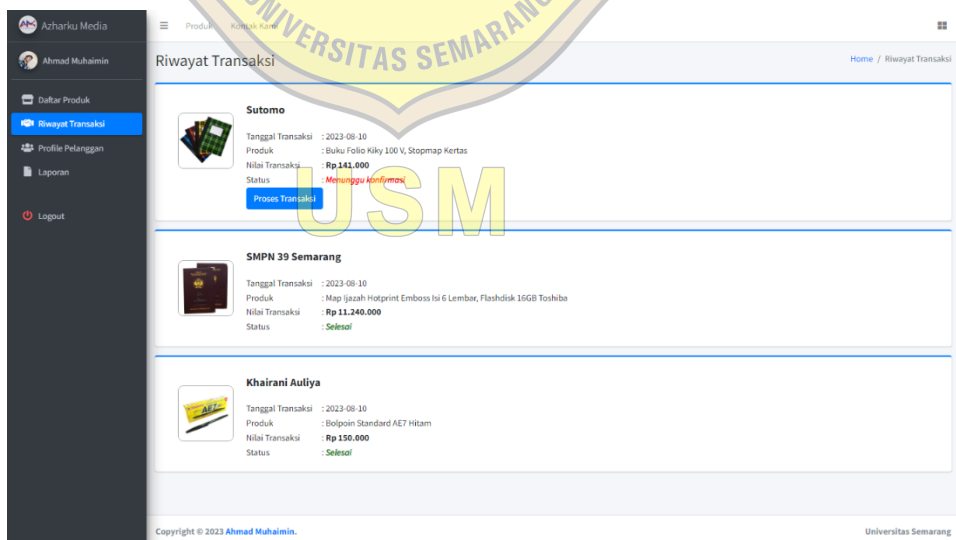 Azharku Media
Ahmad Muhaimin
Daftar Produk
Riwayat Transaksi
Profile Pelanggan
Laporan
Logout
Produk Kontak Kami
UNIVERSITAS SEMARANG
Riwayat Transaksi
Home / Riwayat Transaksi
Sutomo
Tanggal Transaksi : 2023-08-10
Produk : Buku Folio Kiky 100 V, Stopmap Kertas
Nilai Transaksi : Rp 141.000
Status : Menunggu konfirmasi
Proses Transaksi
USM
SMPN 39 Semarang
Tanggal Transaksi : 2023-08-10
Produk : Map Ijazah Hotprint Emboss Isi 6 Lembar, Flashdisk 16GB Toshiba
Nilai Transaksi : Rp 11.240.000
Status : Selesai
Khairani Auliya
AE7
Tanggal Transaksi : 2023-08-10
Produk : Bolpoin Standard AE7 Hitam
Nilai Transaksi : Rp 150.000
Status : Selesai
Copyright © 2023 Ahmad Muhaimin.
Universitas Semarang